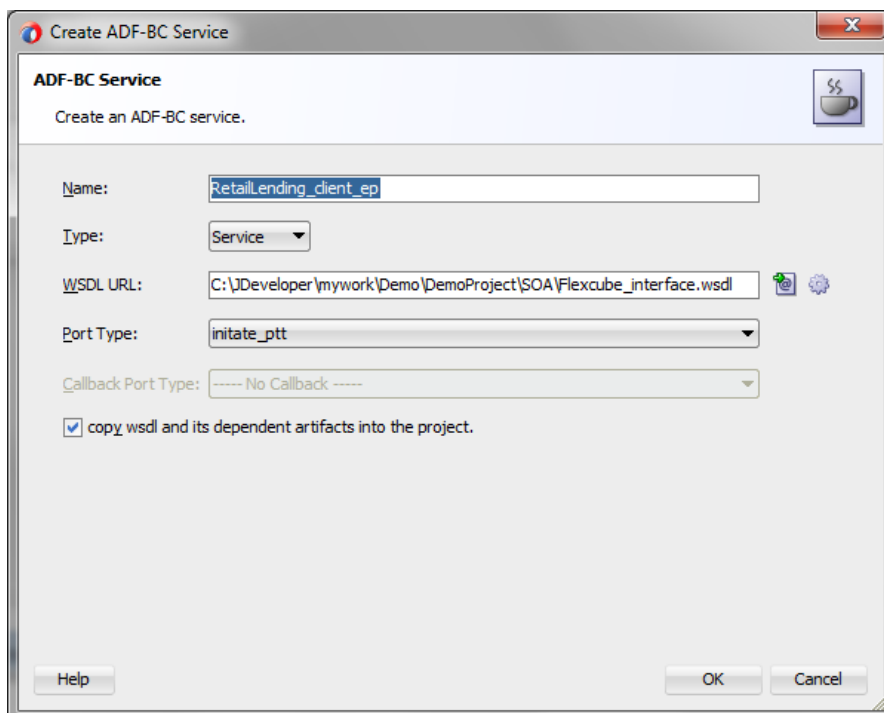 Create ADF-BC Service
ADF-BC Service
Create an ADF-BC service.
Name: RetailLending_client_ep
Type: Service
WSDL URL: C:\JDeveloper\mywork\Demo\DemoProject\SOA\Flexcube_interface.wsdl
Port Type: initate_ptt
Callback Port Type: ----- No Callback -----
copy wsdl and its dependent artifacts into the project.
Help OK Cancel